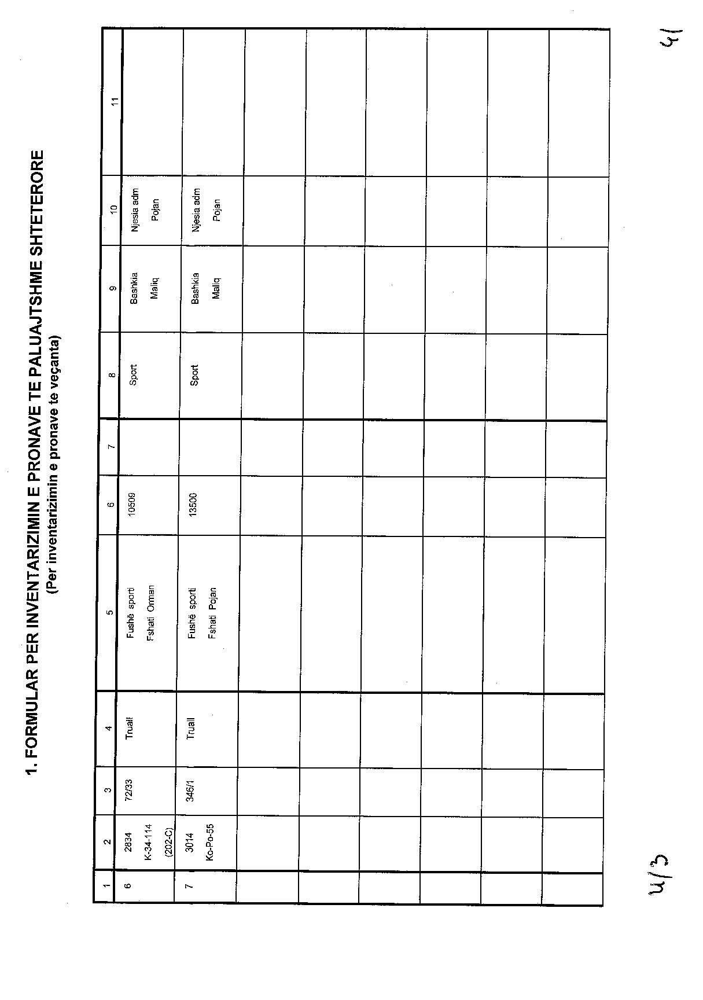 1. FORMULAR PER INVENTARIZIMIN E PRONAVE TE PALUAJTSHME SHTETERORE
(Per inventarizimin e pronave te veçanta)
1 2 3 4 5 6 7 8 9 10 11
6 2834 72/33 Truall Fushë sporti 10509 Sport Bashkia Njesia adm
K-34-114 Fshati Orman Maliq Pojan
(202-C)
7 3014 346/1 Truall Fushë sporti 13500 Sport Bashkia Njesia adm
Ko-Po-55 Fshati Pojan Maliq Pojan
4/3
41